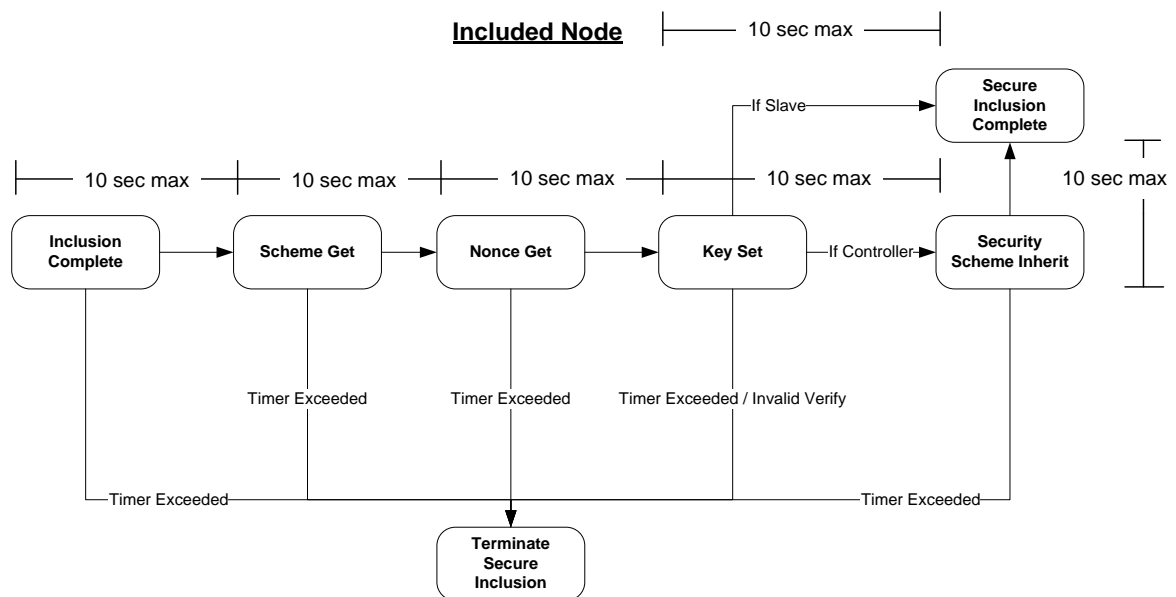 Included Node
10 sec max
If Slave
Secure
Inclusion
Complete
10 sec max
10 sec max
10 sec max
10 sec max
10 sec max
Inclusion
Complete
Scheme Get
Nonce Get
Key Set
If Controller
Security
Scheme Inherit
Timer Exceeded
Timer Exceeded
Timer Exceeded / Invalid Verify
Timer Exceeded
Timer Exceeded
Terminate
Secure
Inclusion